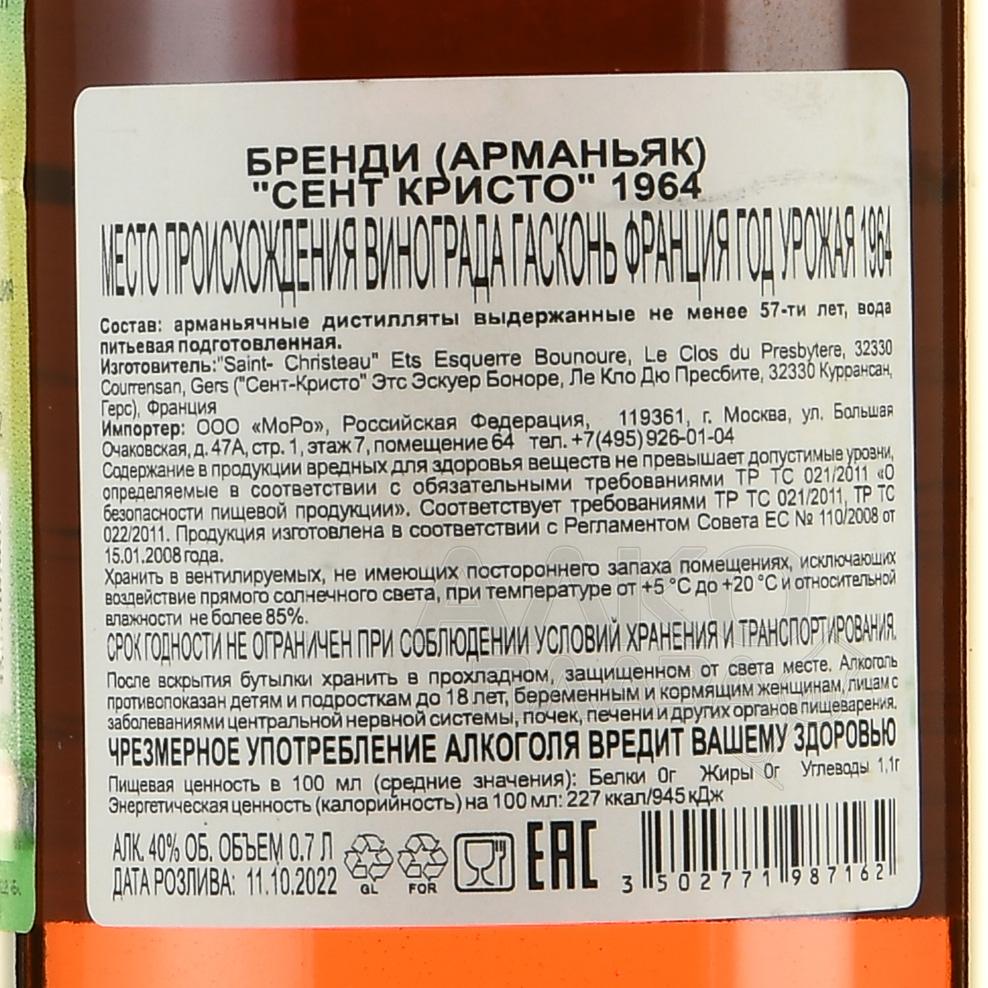 БРЕНДИ (АРМАНЬЯК)
"СЕНТ КРИСТО" 1964
МЕСТО ПРОИСХОЖДЕНИЯ ВИНОГРАДА ГАСКОНЬ ФРАНЦИЯ ГОД УРОЖАЯ 1964
Состав: арманьячные дистилляты выдержанные не менее 57-ти лет, вода
питьевая подготовленная.
Изготовитель:"Saint- Christeau" Ets Esquerre Bounoure, Le Clos du Presbytere, 32330
Courrensan, Gers ("Сент-Кристо" Этс Эскуер Боноре, Ле Кло Дю Пресбите, 32330 Куррансан,
Герс), Франция
Импортер: ООО «МоРо», Российская Федерация, 119361, г. Москва, ул. Большая
Очаковская, д. 47А, стр. 1, этаж 7, помещение 64 тел. +7(495) 926-01-04
Содержание в продукции вредных для здоровья веществ не превышает допустимые уровни,
определяемые в соответствии с обязательными требованиями ТР ТС 021/2011 «О
безопасности пищевой продукции». Соответствует требованиями ТР ТС 021/2011, ТР ТС
022/2011. Продукция изготовлена в соответствии с Регламентом Совета ЕС № 110/2008 от
15.01.2008 года.
Хранить в вентилируемых, не имеющих постороннего запаха помещениях, исключающих
воздействие прямого солнечного света, при температуре от +5 °С до +20 °С и относительной
влажности не более 85%.
СРОК ГОДНОСТИ НЕ ОГРАНИЧЕН ПРИ СОБЛЮДЕНИИ УСЛОВИЙ ХРАНЕНИЯ И ТРАНСПОРТИРОВАНИЯ.
После вскрытия бутылки хранить в прохладном, защищенном от света месте. Алкоголь
противопоказан детям и подросткам до 18 лет, беременным и кормящим женщинам, лицам с
заболеваниями центральной нервной системы, почек, печени и других органов пищеварения.
ЧРЕЗМЕРНОЕ УПОТРЕБЛЕНИЕ АЛКОГОЛЯ ВРЕДИТ ВАШЕМУ ЗДОРОВЬЮ
Пищевая ценность в 100 мл (средние значения): Белки 0г Жиры 0г Углеводы 1,1г
Энергетическая ценность (калорийность) на 100 мл: 227 ккал/945 кДж
АЛК. 40% ОБ. ОБЪЕМ 0,7 Л
ДАТА РОЗЛИВА: 11.10.2022
GL FOR
EAC
3 502771 987162
АЛКО